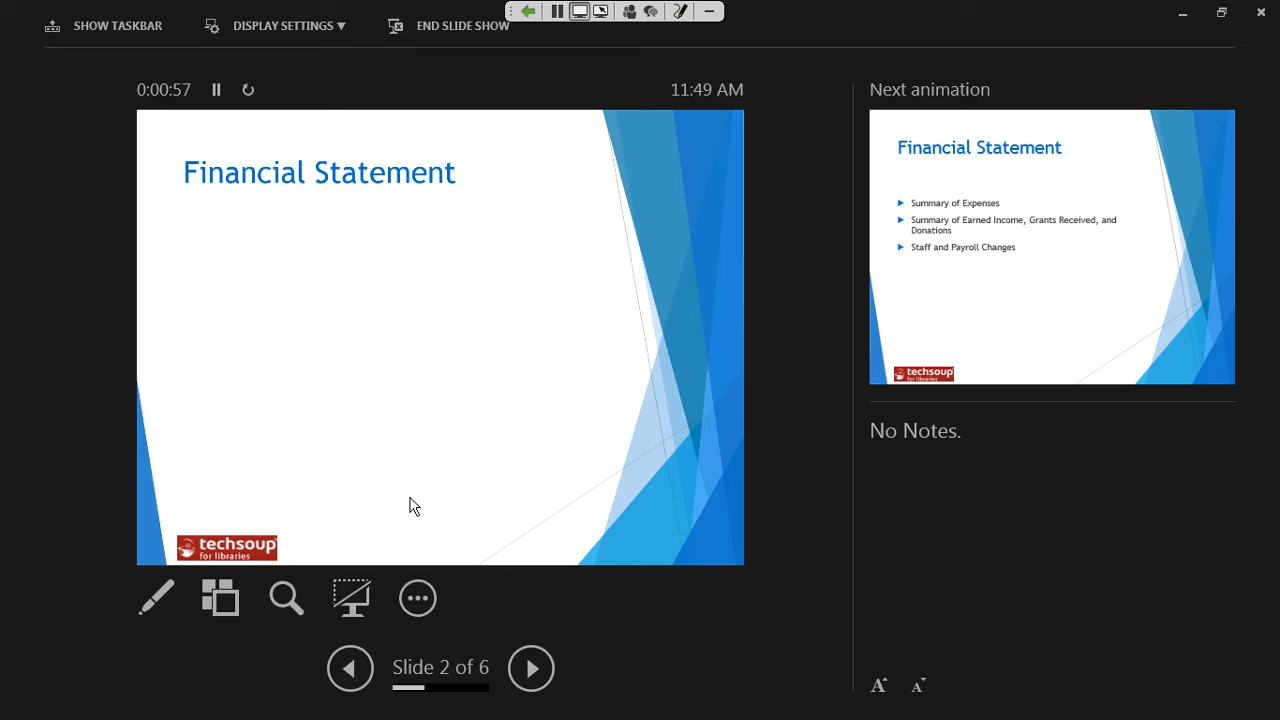 SHOW TASKBAR
DISPLAY SETTINGS ▼
END SLIDE SHOW
0:00:57
11:49 AM
Next animation
Financial Statement
techsoup
for libraries
Financial Statement
Summary of Expenses
Summary of Earned Income, Grants Received, and
Donations
Staff and Payroll Changes
techsoup
for libraries
No Notes.
Slide 2 of 6
A A